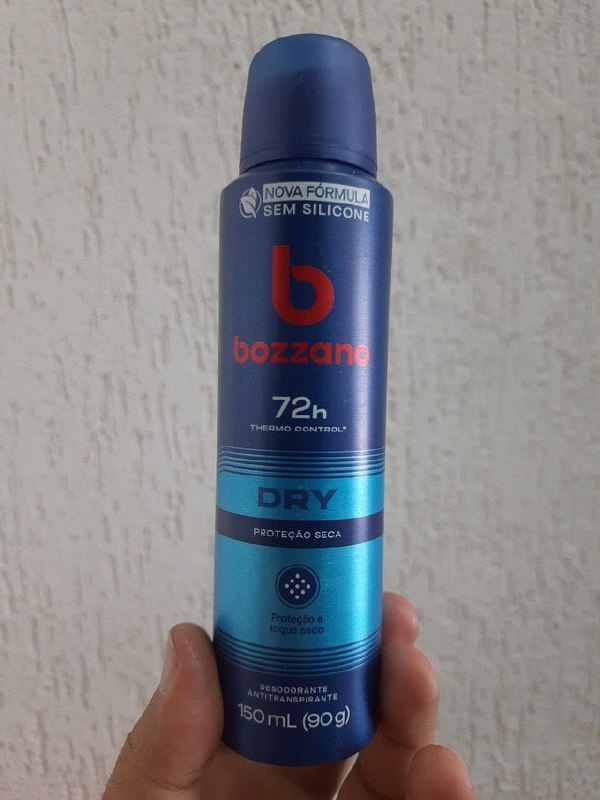 NOVA FÓRMULA
SEM SILICONE
b
bozzano
72h
THERMO CONTROL*
DRY
PROTEÇÃO SECA
Proteção e
toque seco
DESODORANTE
ANTITRANSPIRANTE
150 mL (90 g)